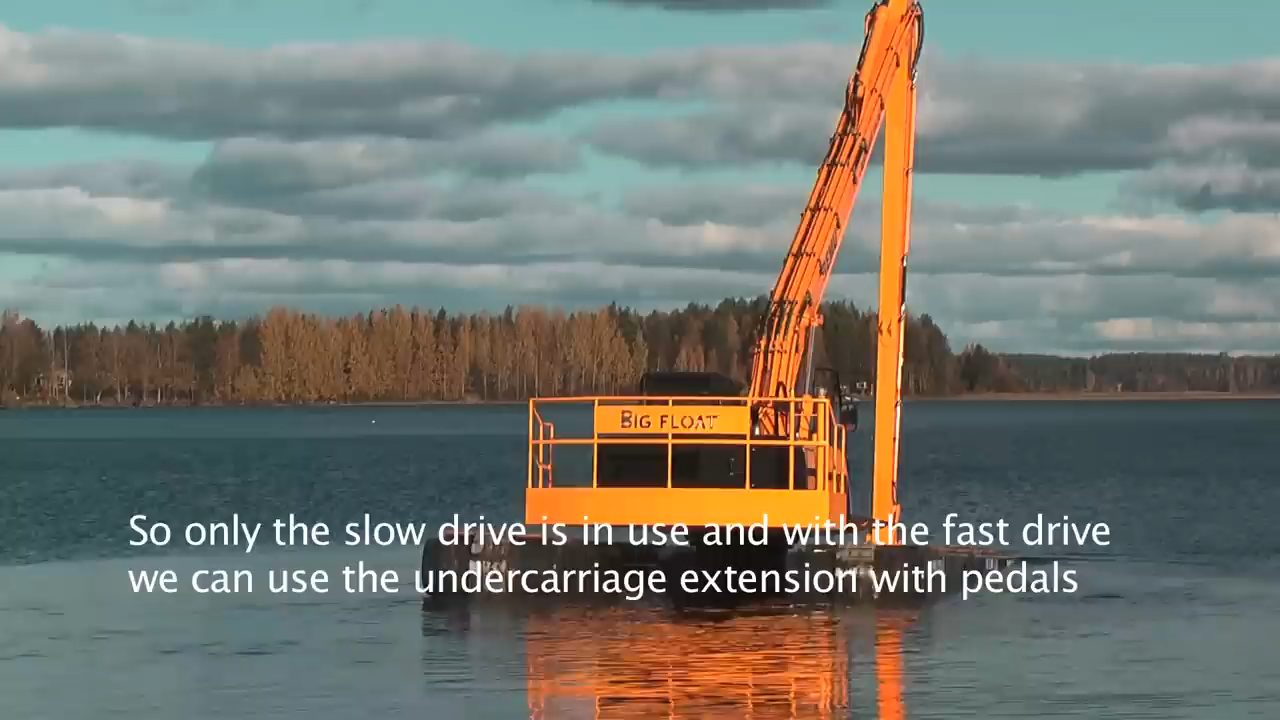 BIG FLOAT
So only the slow drive is in use and with the fast drive
we can use the undercarriage extension with pedals